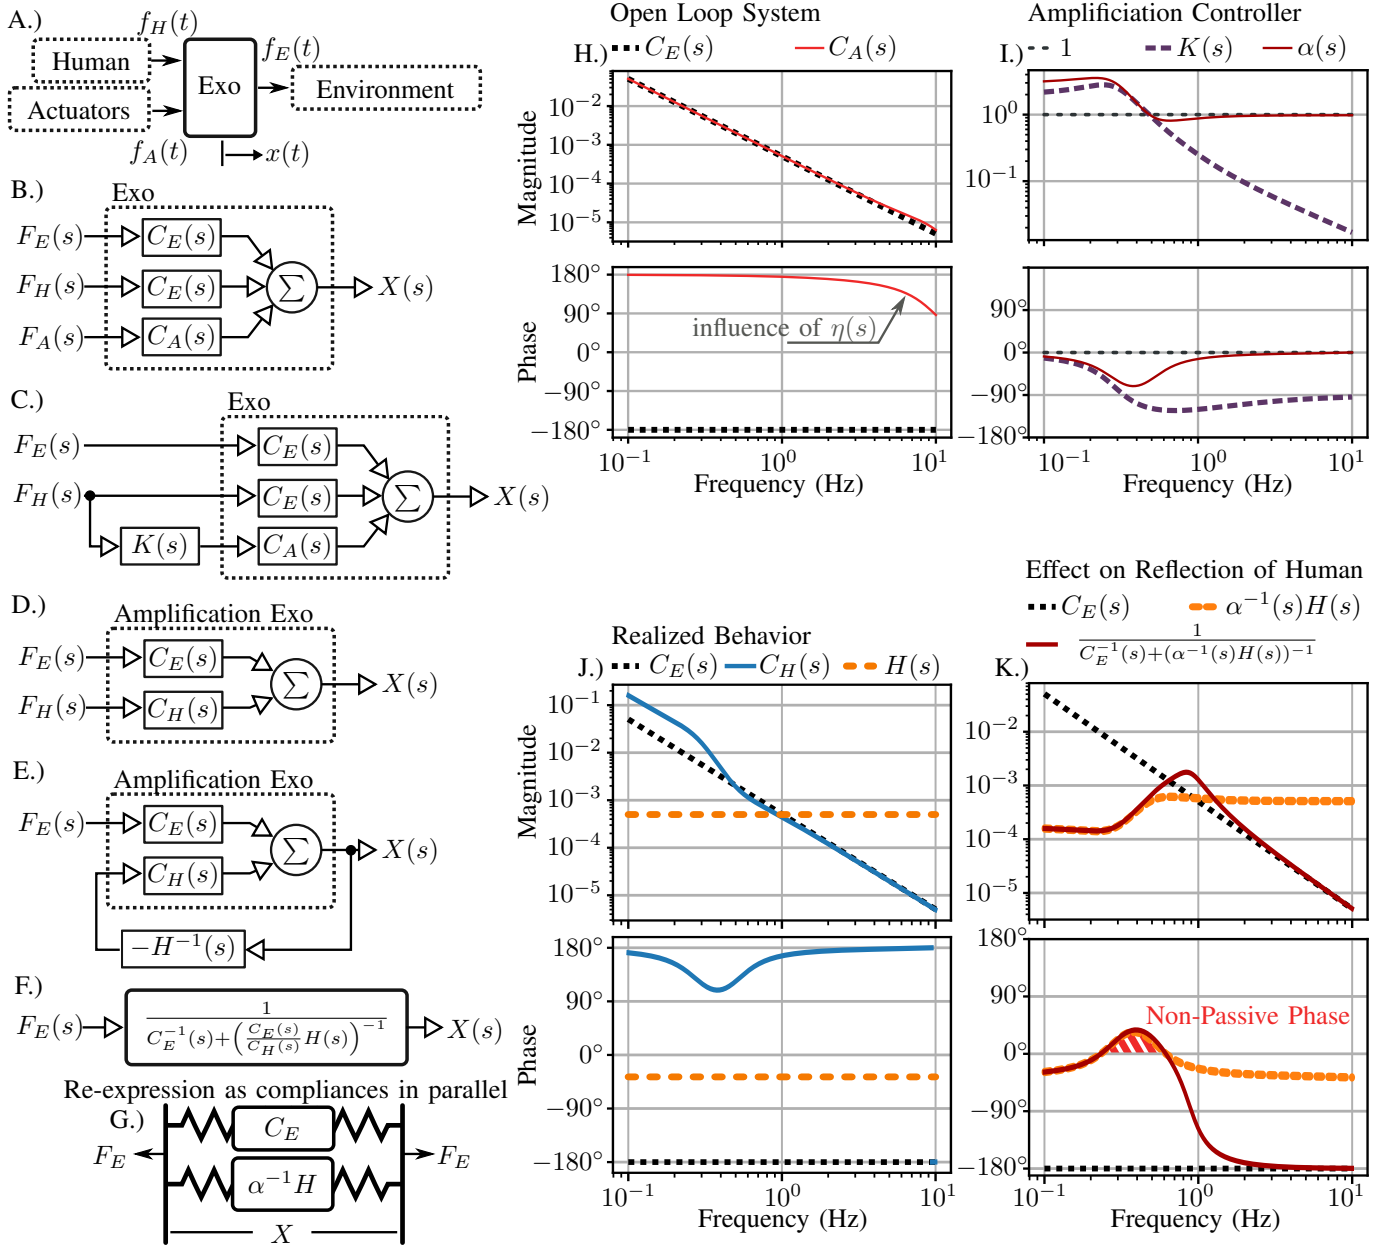 A.)
f_H(t)
Human
Actuators
f_A(t)
Exo
f_E(t)
Environment
x(t)
B.)
Exo
F_E(s) C_E(s)
F_H(s) C_E(s) ∑ X(s)
F_A(s) C_A(s)
C.)
Exo
F_E(s) C_E(s)
F_H(s) C_E(s) ∑ X(s)
K(s) C_A(s)
D.)
Amplification Exo
F_E(s) C_E(s)
∑ X(s)
F_H(s) C_H(s)
E.)
Amplification Exo
F_E(s) C_E(s)
∑ X(s)
C_H(s)
−H^{−1}(s)
F.)
F_E(s) \frac{1}{C_E^{−1}(s)+\left(\frac{C_E(s)}{C_H(s)}H(s)\right)^{−1}} X(s)
Re-expression as compliances in parallel
G.)
C_E
F_E F_E
α^{−1}H
X
Open Loop System
H.) C_E(s) C_A(s)
Magnitude
10^{−2}
10^{−3}
10^{−4}
10^{−5}
Phase
180°
90°
0°
−90°
−180°
influence of η(s)
10^{−1} 10^0 10^1
Frequency (Hz)
Amplificiation Controller
I.) 1 K(s) α(s)
10^0
10^{−1}
0°
−90°
−180°
10^{−1} 10^0 10^1
Frequency (Hz)
Realized Behavior
J.) C_E(s) C_H(s) H(s)
Magnitude
10^{−1}
10^{−2}
10^{−3}
10^{−4}
10^{−5}
Phase
180°
90°
0°
−90°
−180°
10^{−1} 10^0 10^1
Frequency (Hz)
Effect on Reflection of Human
C_E(s) α^{−1}(s)H(s)
K.) \frac{1}{C_E^{−1}(s)+(α^{−1}(s)H(s))^{−1}}
10^{−2}
10^{−3}
10^{−4}
10^{−5}
180°
90°
0°
−90°
−180°
Non-Passive Phase
10^{−1} 10^0 10^1
Frequency (Hz)